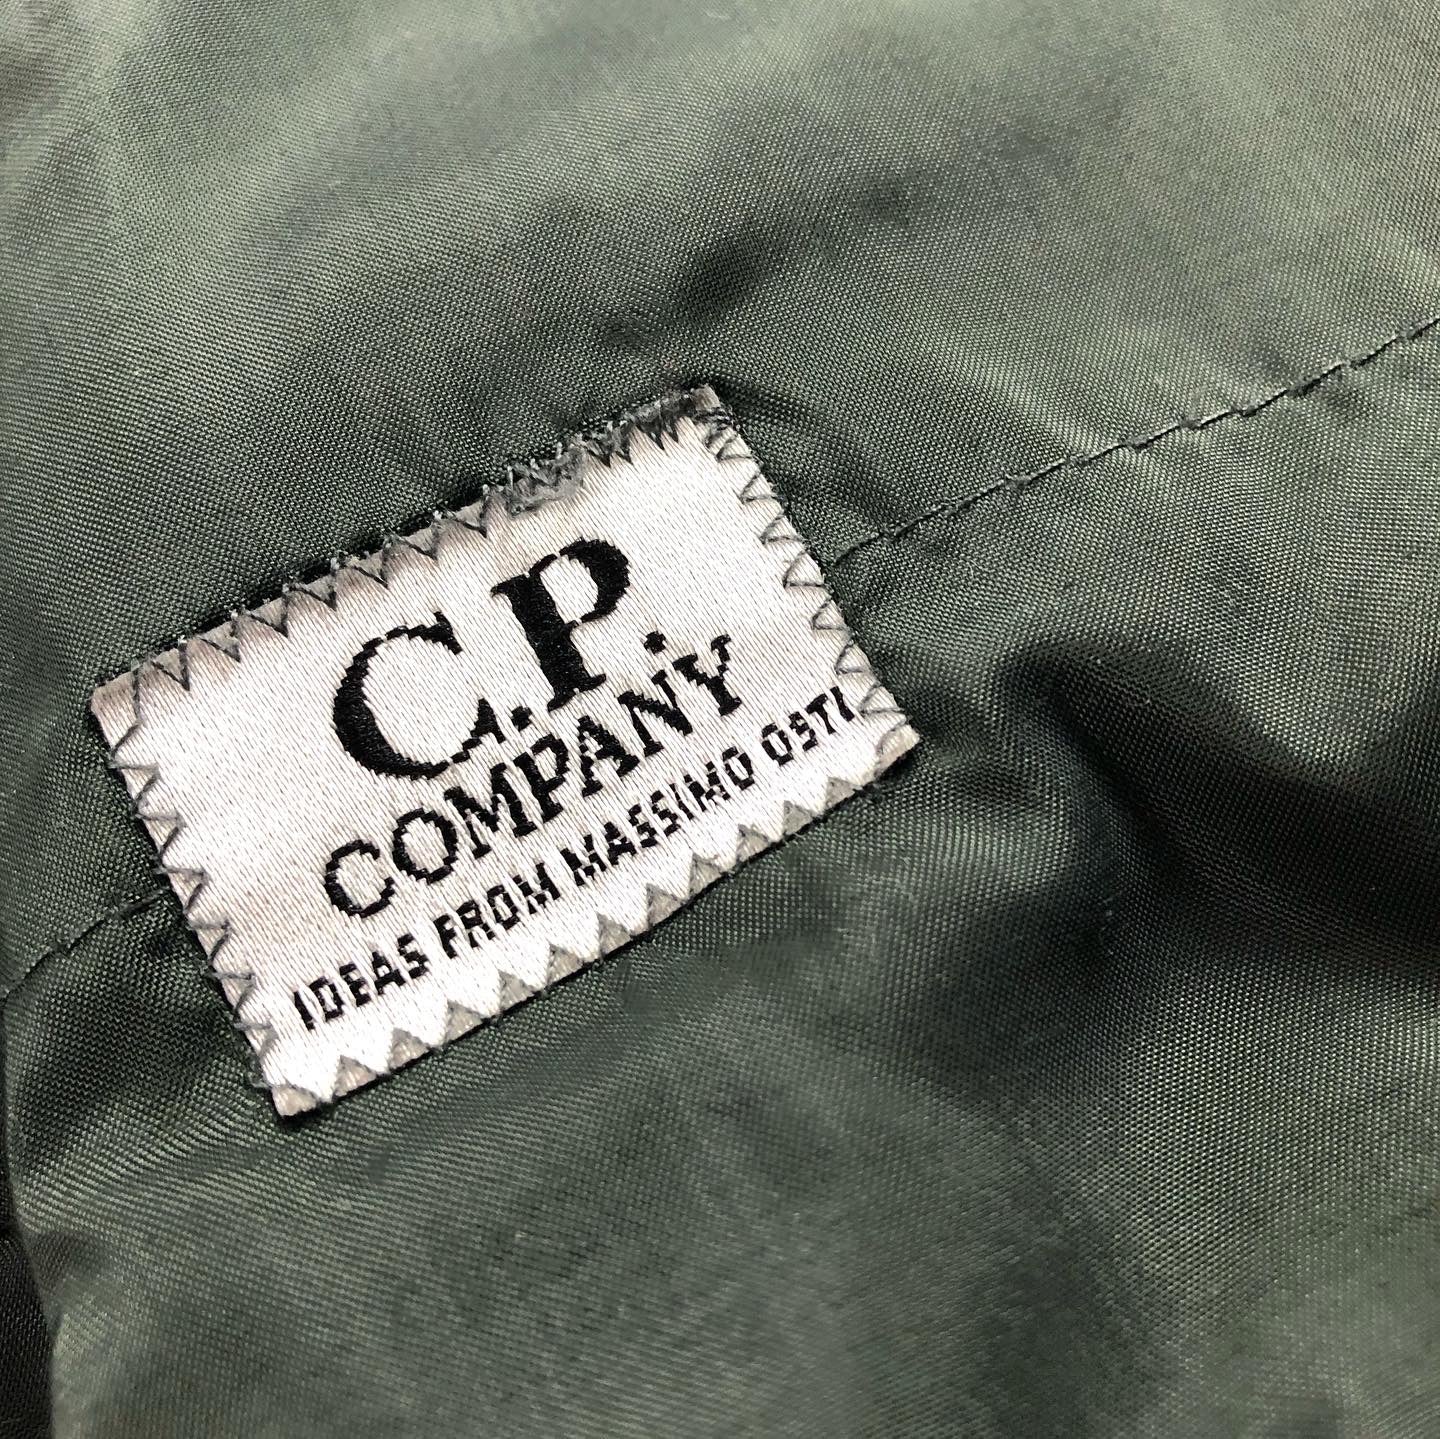 C.P.
COMPANY
IDEAS FROM MASSIMO OSTI